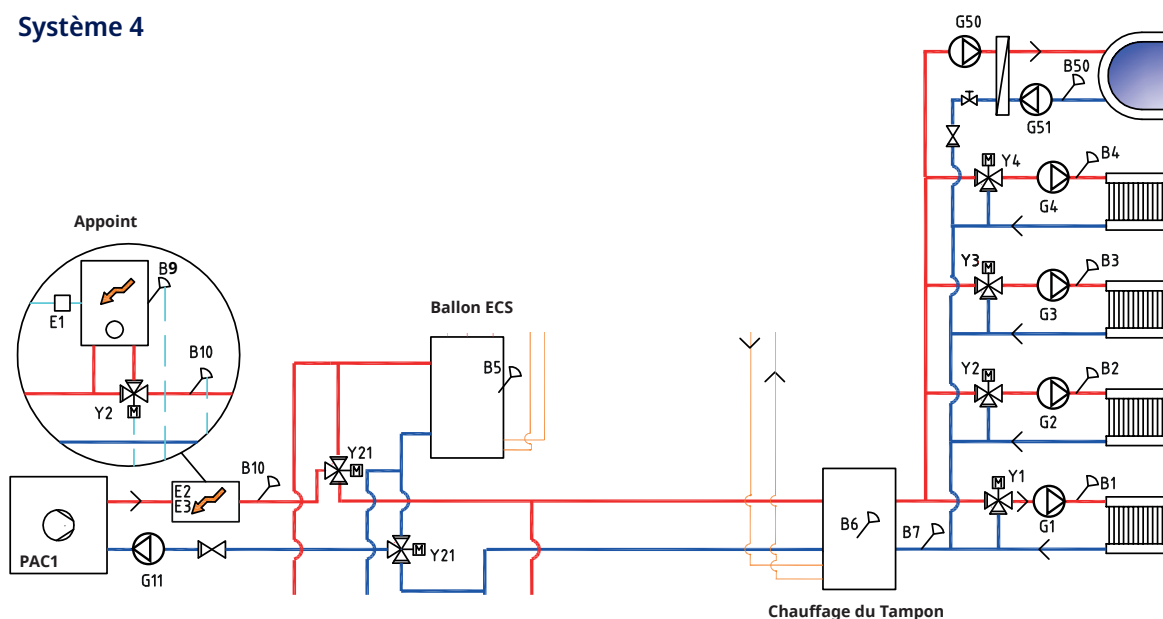 Système 4
G50
B50
G51
Y4
B4
G4
Appoint
B9
E1
B10
Y2
Y3
B3
G3
Ballon ECS
B5
Y2
B2
G2
Y21
B10
E2
E3
Y1
B1
G1
B6
B7
PAC1
G11
Y21
Chauffage du Tampon
M
M
M
M
M
M
M